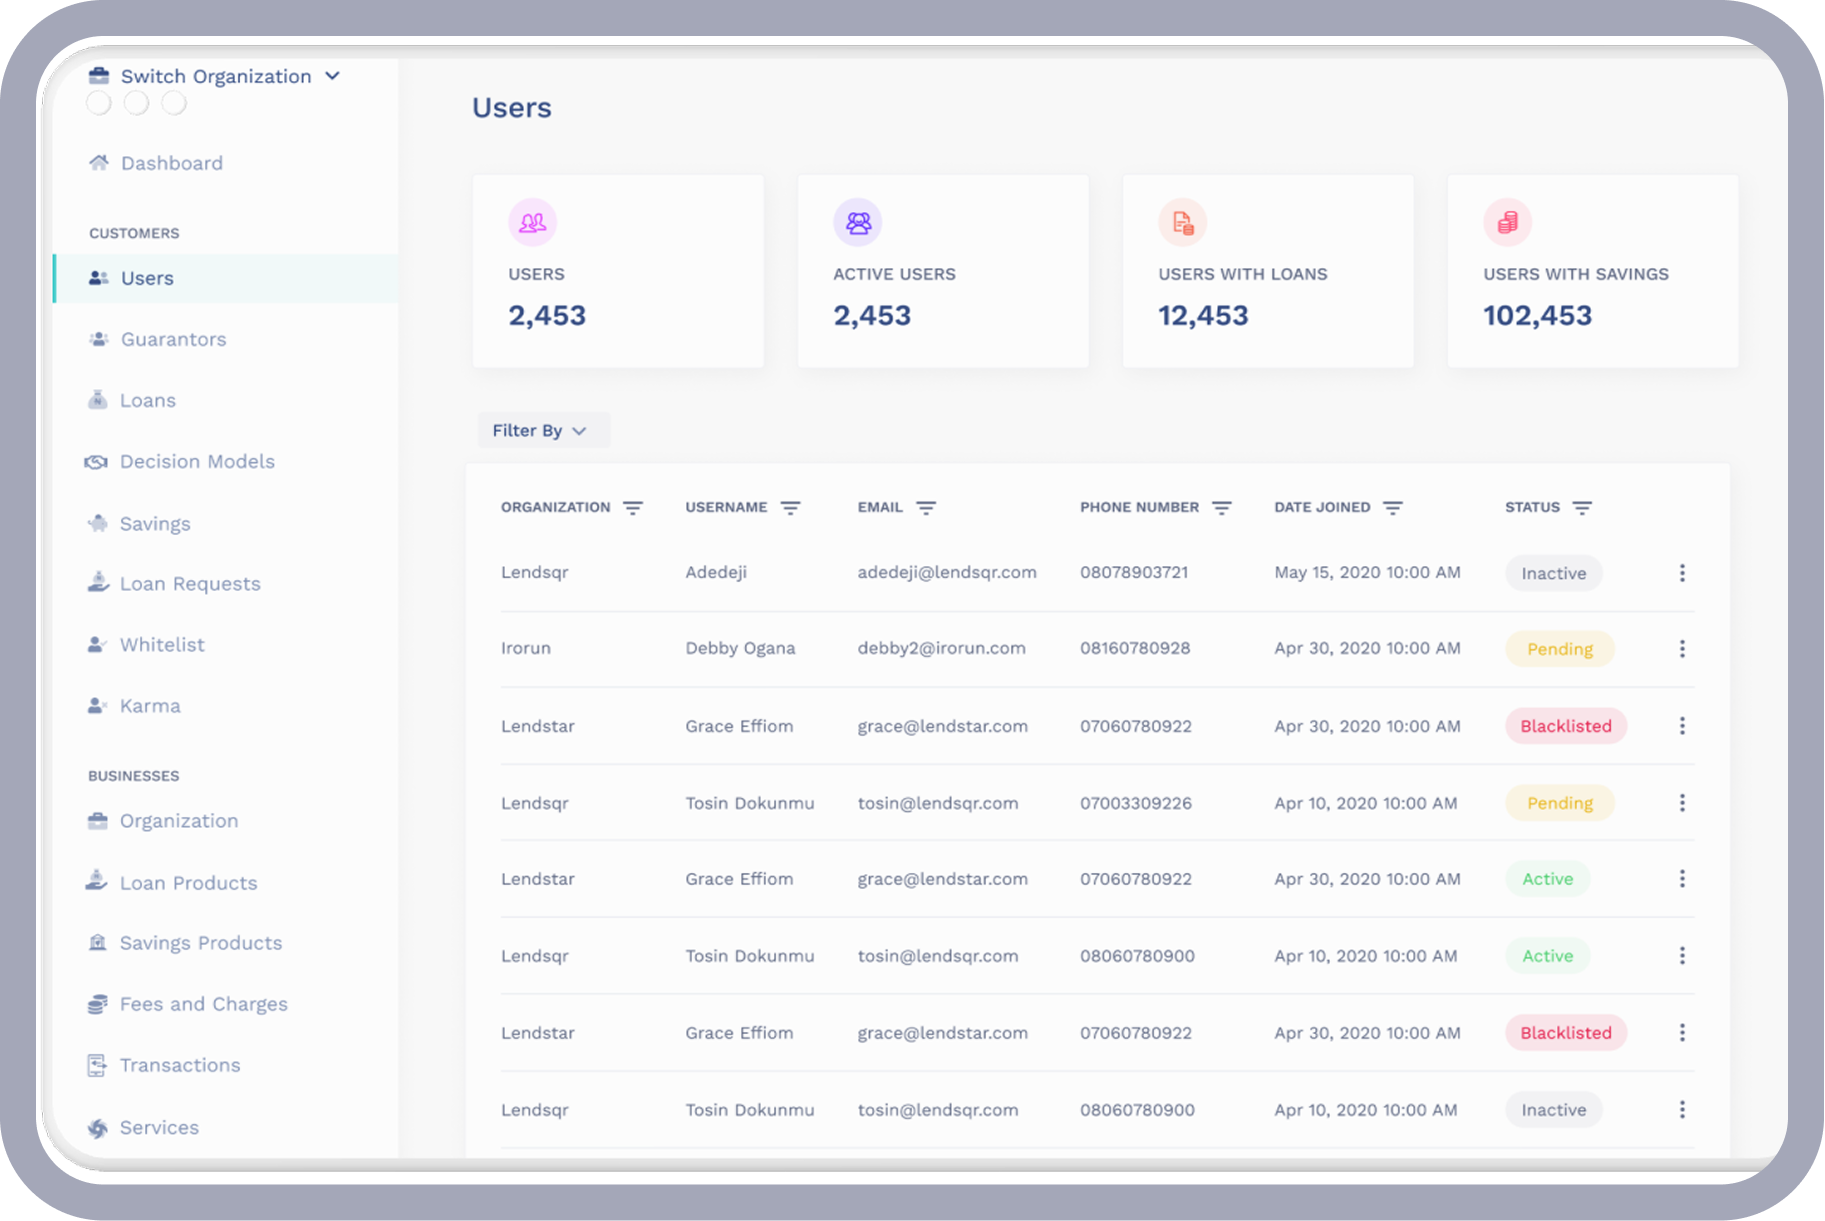 Switch Organization
Dashboard
CUSTOMERS
Users
Guarantors
Loans
Decision Models
Savings
Loan Requests
Whitelist
Karma
BUSINESSES
Organization
Loan Products
Savings Products
Fees and Charges
Transactions
Services
Users
USERS
2,453
ACTIVE USERS
2,453
USERS WITH LOANS
12,453
USERS WITH SAVINGS
102,453
Filter By
ORGANIZATION USERNAME EMAIL PHONE NUMBER DATE JOINED STATUS
Lendsqr Adedeji adedeji@lendsqr.com 08078903721 May 15, 2020 10:00 AM Inactive
Irorun Debby Ogana debby2@irorun.com 08160780928 Apr 30, 2020 10:00 AM Pending
Lendstar Grace Effiom grace@lendstar.com 07060780922 Apr 30, 2020 10:00 AM Blacklisted
Lendsqr Tosin Dokunmu tosin@lendsqr.com 07003309226 Apr 10, 2020 10:00 AM Pending
Lendstar Grace Effiom grace@lendstar.com 07060780922 Apr 30, 2020 10:00 AM Active
Lendsqr Tosin Dokunmu tosin@lendsqr.com 08060780900 Apr 10, 2020 10:00 AM Active
Lendstar Grace Effiom grace@lendstar.com 07060780922 Apr 30, 2020 10:00 AM Blacklisted
Lendsqr Tosin Dokunmu tosin@lendsqr.com 08060780900 Apr 10, 2020 10:00 AM Inactive